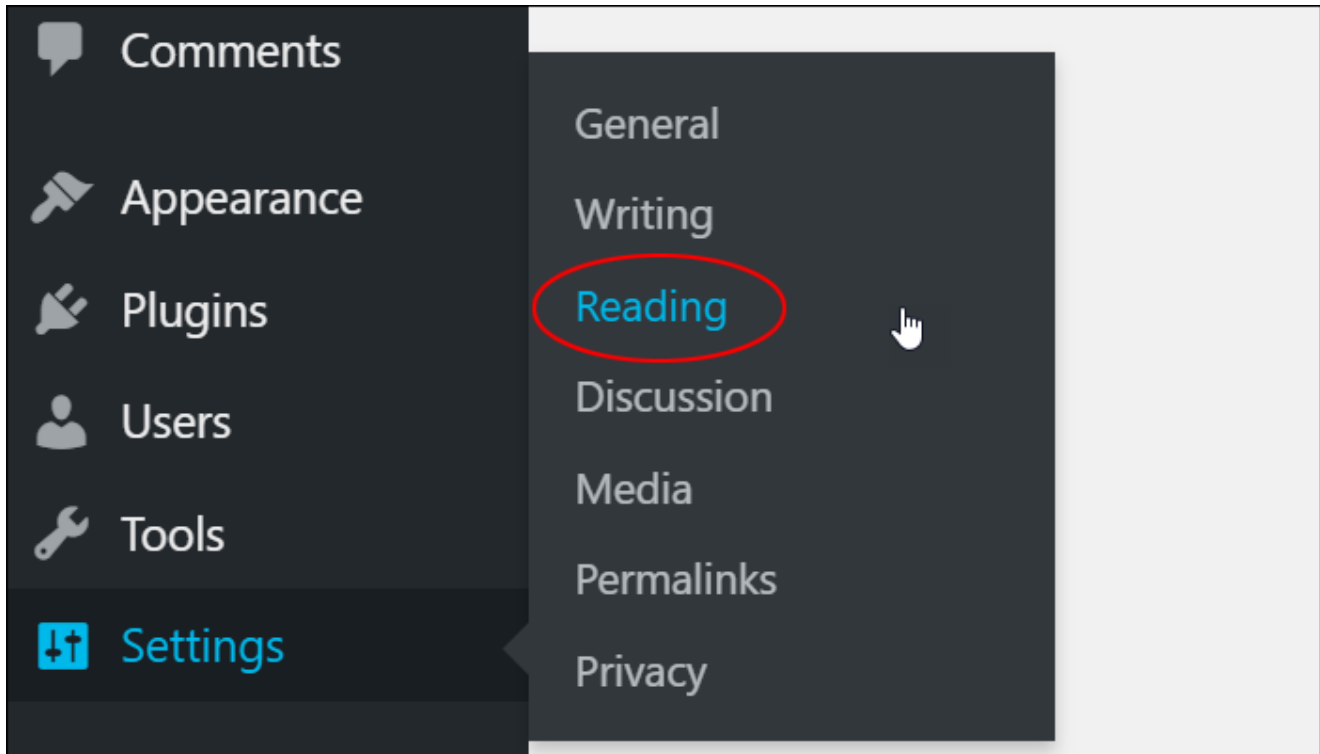 Comments
Appearance
Plugins
Users
Tools
Settings
General
Writing
Reading
Discussion
Media
Permalinks
Privacy